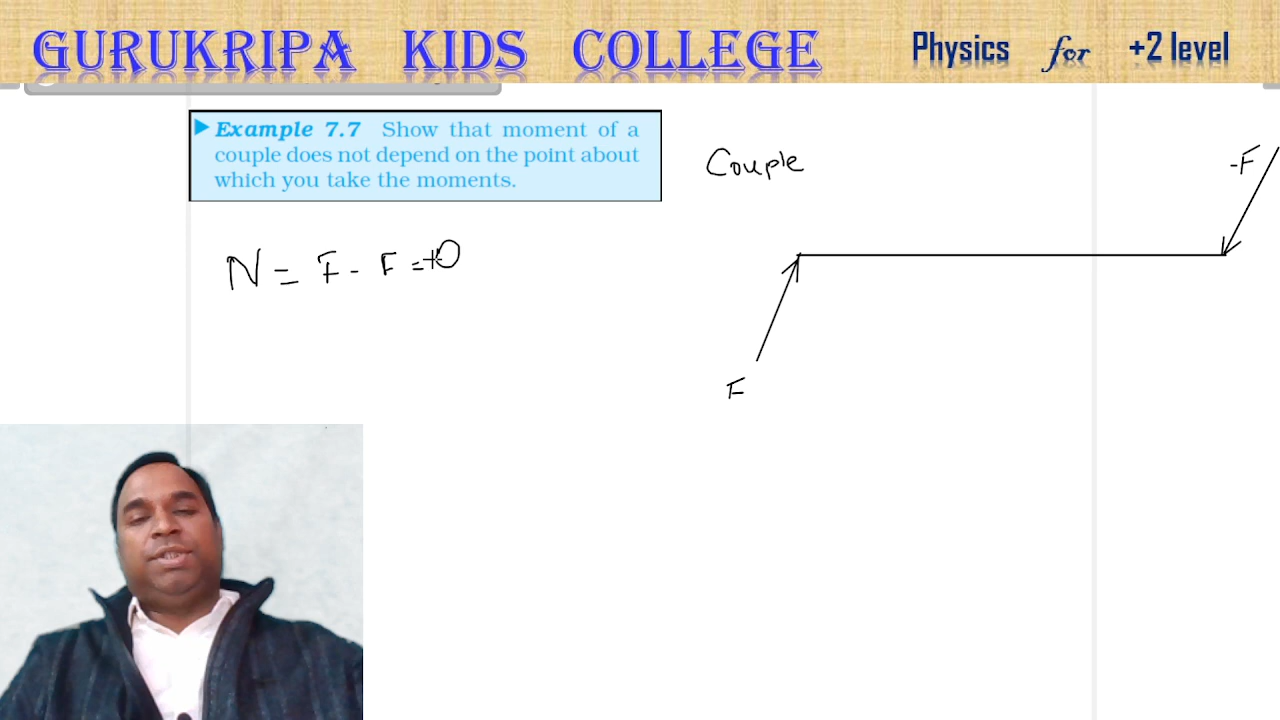 GURUKRIPA KIDS COLLEGE Physics for +2 level
Example 7.7 Show that moment of a
couple does not depend on the point about
which you take the moments.
Couple
-F
N = F - F = 0
F